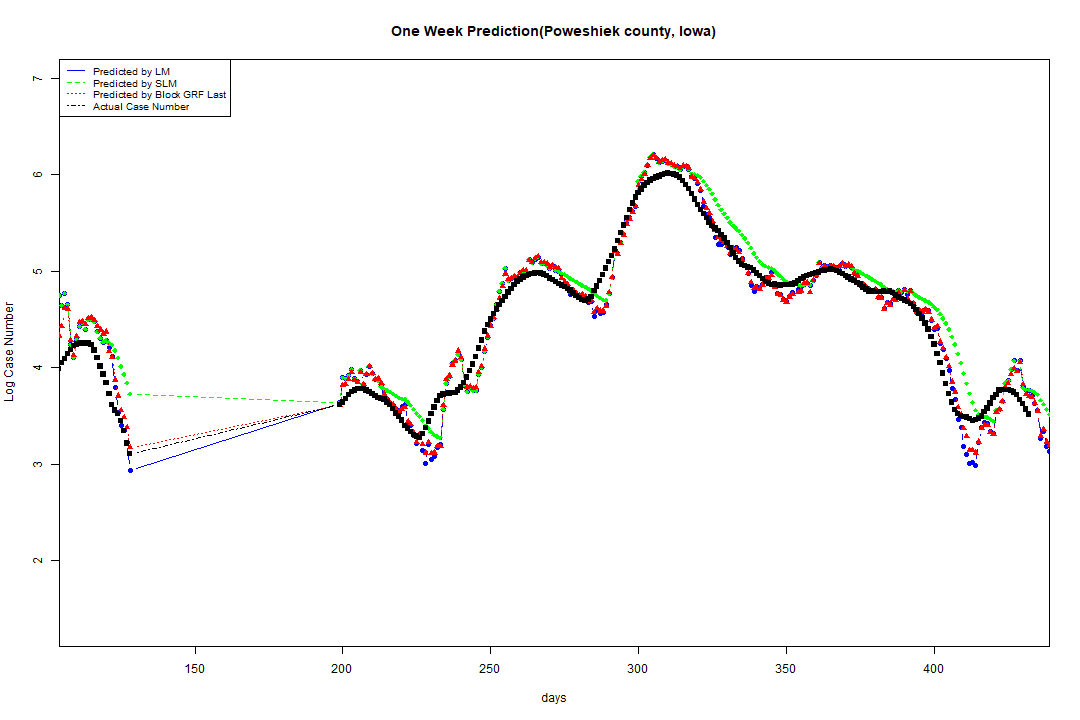 One Week Prediction(Poweshiek county, Iowa)
Predicted by LM
Predicted by SLM
Predicted by Block GRF Last
Actual Case Number
7
6
5
4
3
2
Log Case Number
150 200 250 300 350 400
days